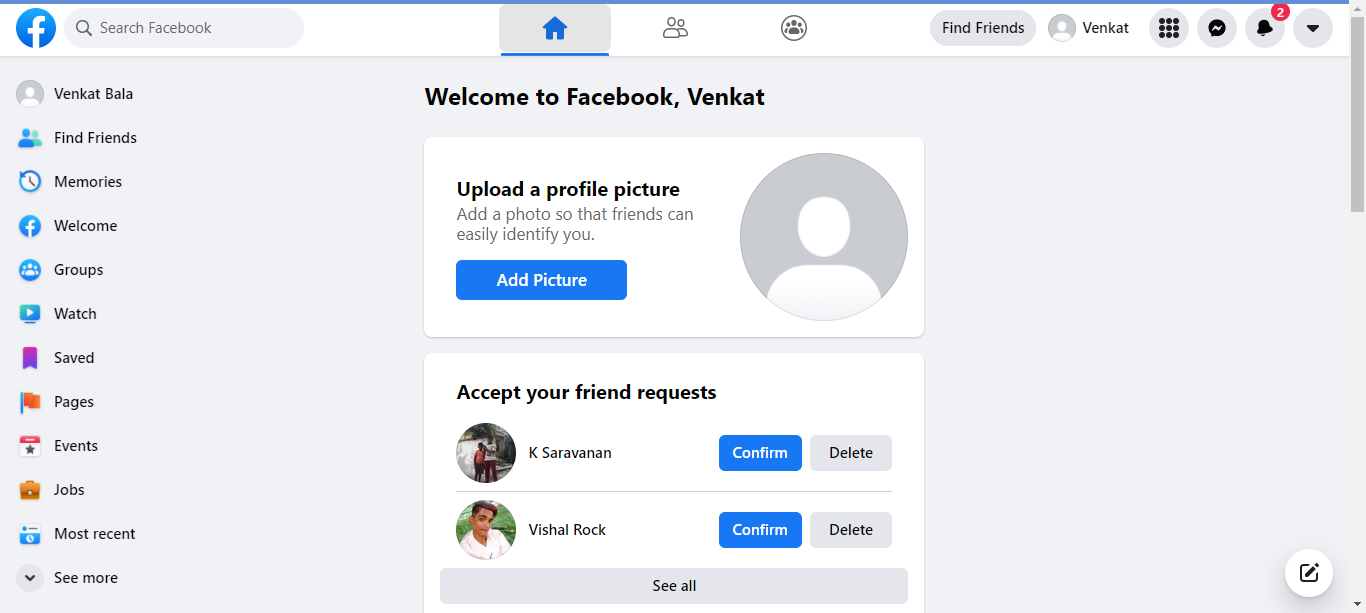 Search Facebook
Find Friends
Venkat
2
Venkat Bala
Find Friends
Memories
Welcome
Groups
Watch
Saved
Pages
Events
Jobs
Most recent
See more
Welcome to Facebook, Venkat
Upload a profile picture
Add a photo so that friends can
easily identify you.
Add Picture
Accept your friend requests
K Saravanan
Confirm
Delete
Vishal Rock
Confirm
Delete
See all